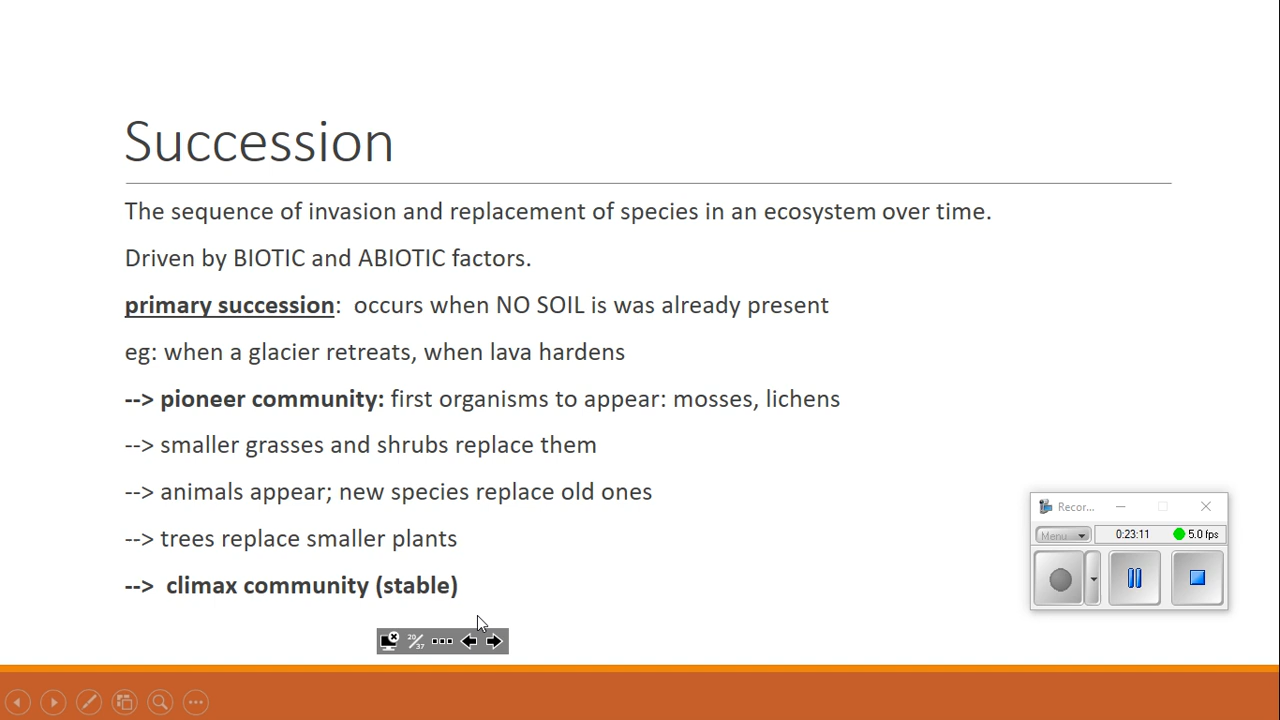 Succession
The sequence of invasion and replacement of species in an ecosystem over time.
Driven by BIOTIC and ABIOTIC factors.
primary succession:  occurs when NO SOIL is was already present
eg: when a glacier retreats, when lava hardens
--> pioneer community: first organisms to appear: mosses, lichens
--> smaller grasses and shrubs replace them
--> animals appear; new species replace old ones
--> trees replace smaller plants
-->  climax community (stable)
Recor...
Menu 0:23:11 5.0 fps
20/37